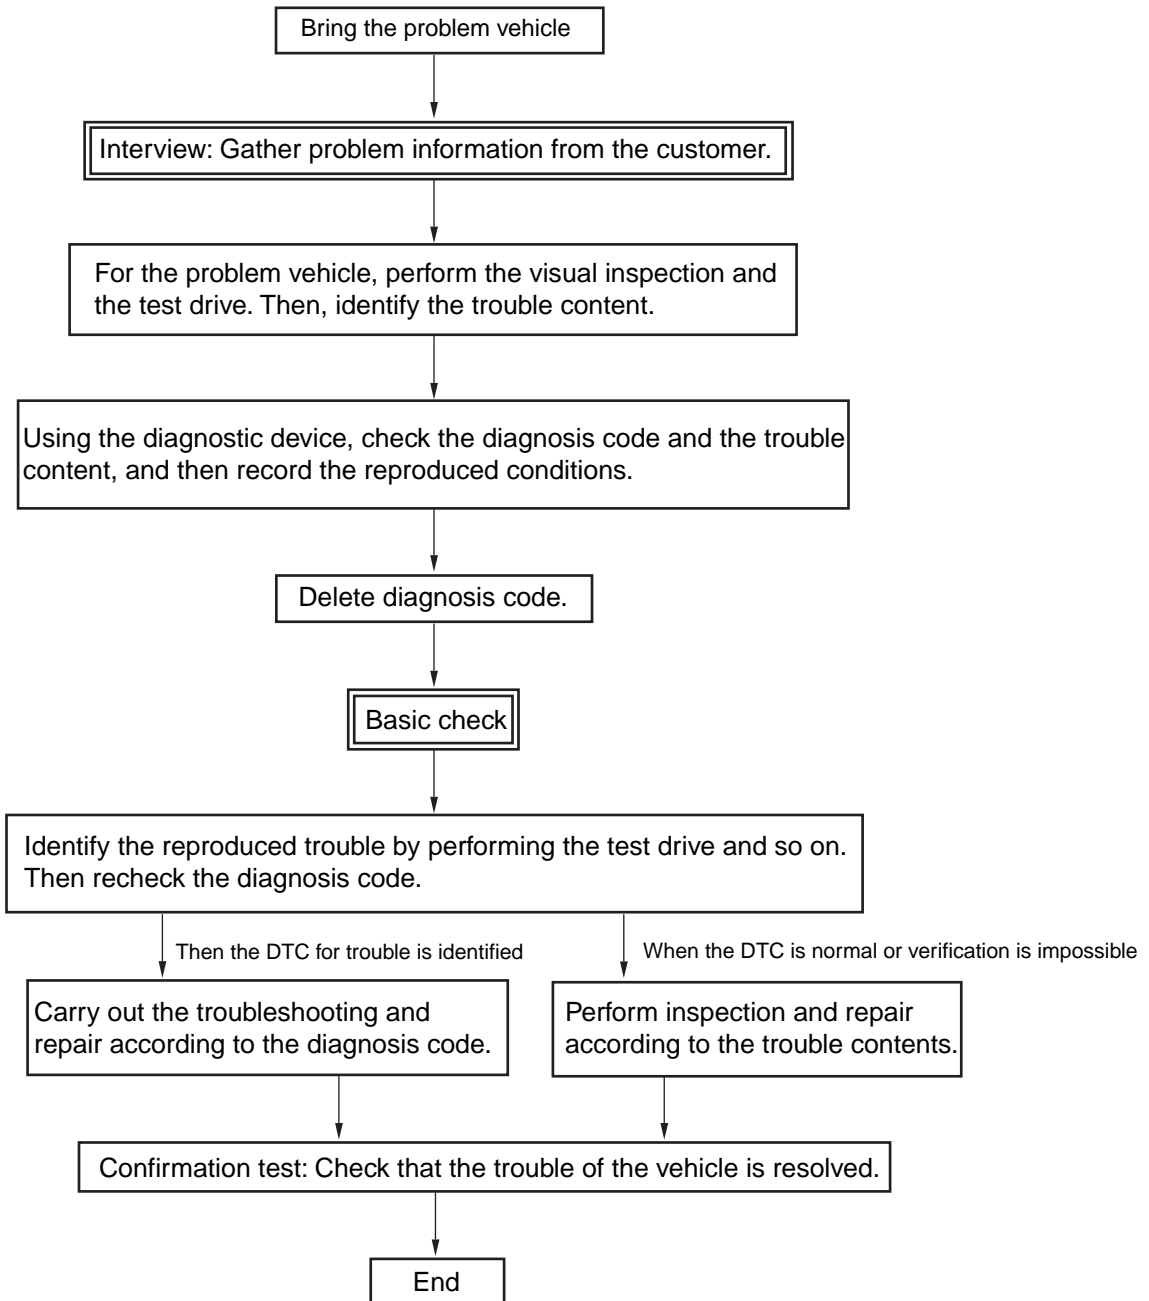 Bring the problem vehicle
Interview: Gather problem information from the customer.
For the problem vehicle, perform the visual inspection and
the test drive. Then, identify the trouble content.
Using the diagnostic device, check the diagnosis code and the trouble
content, and then record the reproduced conditions.
Delete diagnosis code.
Basic check
Identify the reproduced trouble by performing the test drive and so on.
Then recheck the diagnosis code.
Then the DTC for trouble is identified
When the DTC is normal or verification is impossible
Carry out the troubleshooting and
repair according to the diagnosis code.
Perform inspection and repair
according to the trouble contents.
Confirmation test: Check that the trouble of the vehicle is resolved.
End